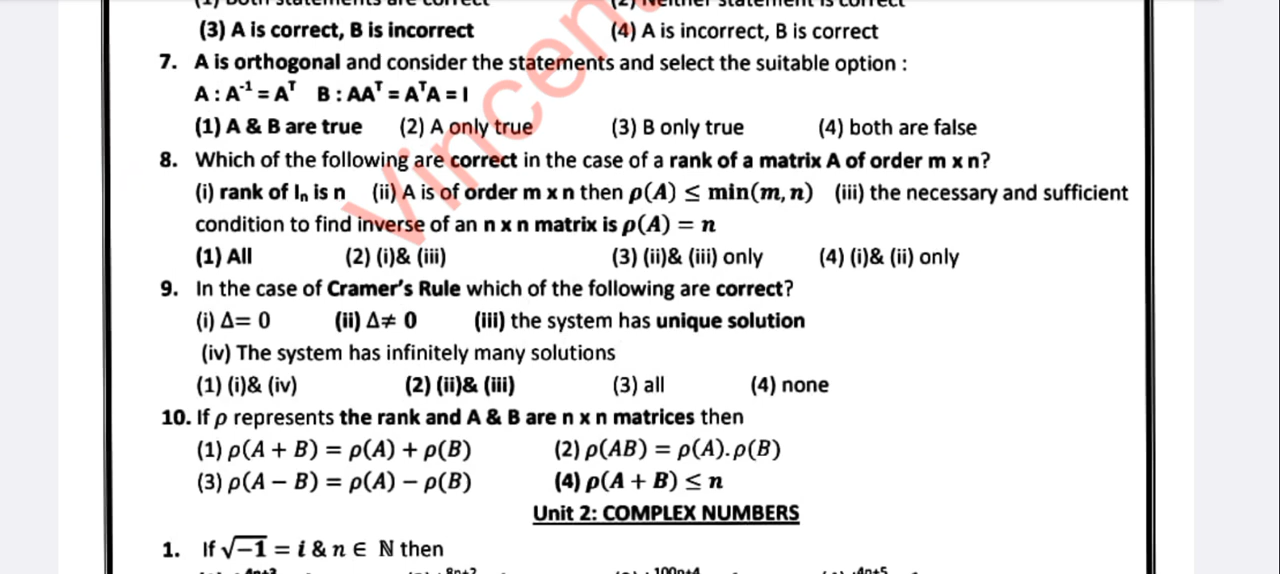 (3) A is correct, B is incorrect (4) A is incorrect, B is correct
7. A is orthogonal and consider the statements and select the suitable option :
A : A⁻¹ = Aᵀ B : AAᵀ = AᵀA = I
(1) A & B are true (2) A only true (3) B only true (4) both are false
8. Which of the following are correct in the case of a rank of a matrix A of order m x n?
(i) rank of Iₙ is n (ii) A is of order m x n then ρ(A) ≤ min(m, n) (iii) the necessary and sufficient
condition to find inverse of an n x n matrix is ρ(A) = n
(1) All (2) (i)& (iii) (3) (ii)& (iii) only (4) (i)& (ii) only
9. In the case of Cramer's Rule which of the following are correct?
(i) Δ= 0 (ii) Δ≠ 0 (iii) the system has unique solution
(iv) The system has infinitely many solutions
(1) (i)& (iv) (2) (ii)& (iii) (3) all (4) none
10. If ρ represents the rank and A & B are n x n matrices then
(1) ρ(A + B) = ρ(A) + ρ(B) (2) ρ(AB) = ρ(A).ρ(B)
(3) ρ(A − B) = ρ(A) − ρ(B) (4) ρ(A + B) ≤ n
Unit 2: COMPLEX NUMBERS
1. If √−1 = i & n ∈ N then